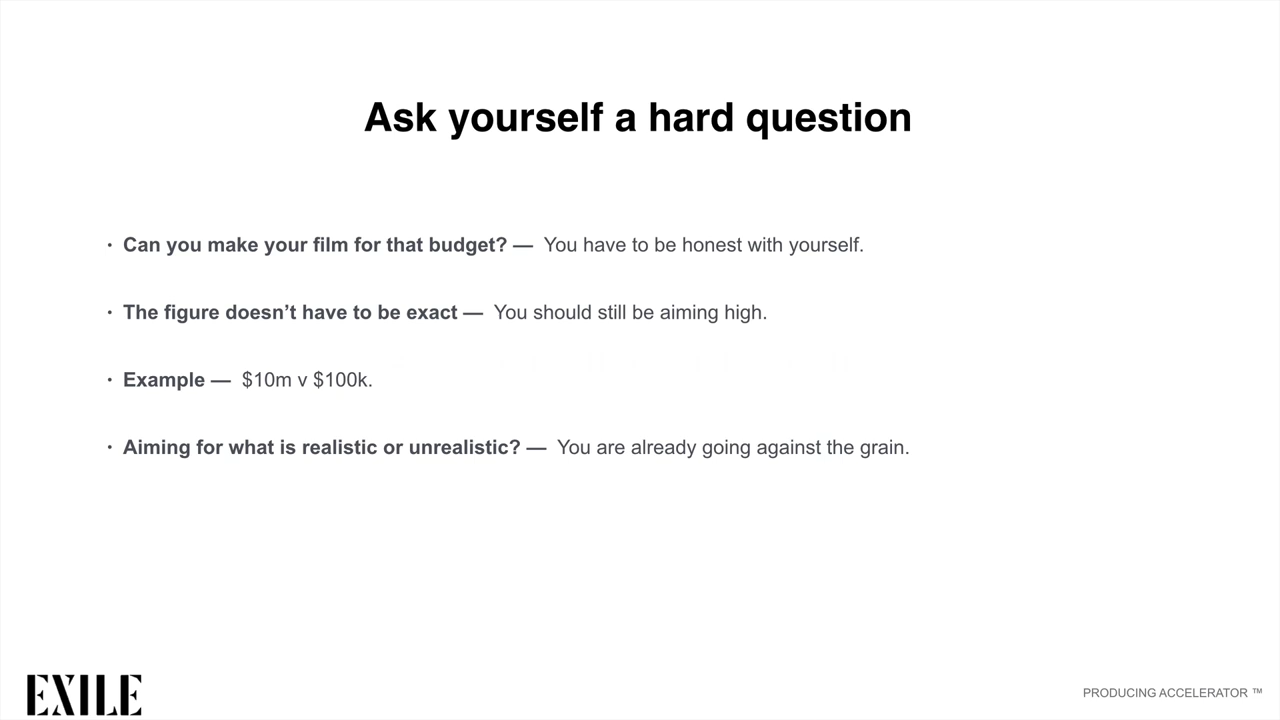 Ask yourself a hard question
• Can you make your film for that budget? — You have to be honest with yourself.
• The figure doesn’t have to be exact — You should still be aiming high.
• Example — $10m v $100k.
• Aiming for what is realistic or unrealistic? — You are already going against the grain.
EXILE
PRODUCING ACCELERATOR ™